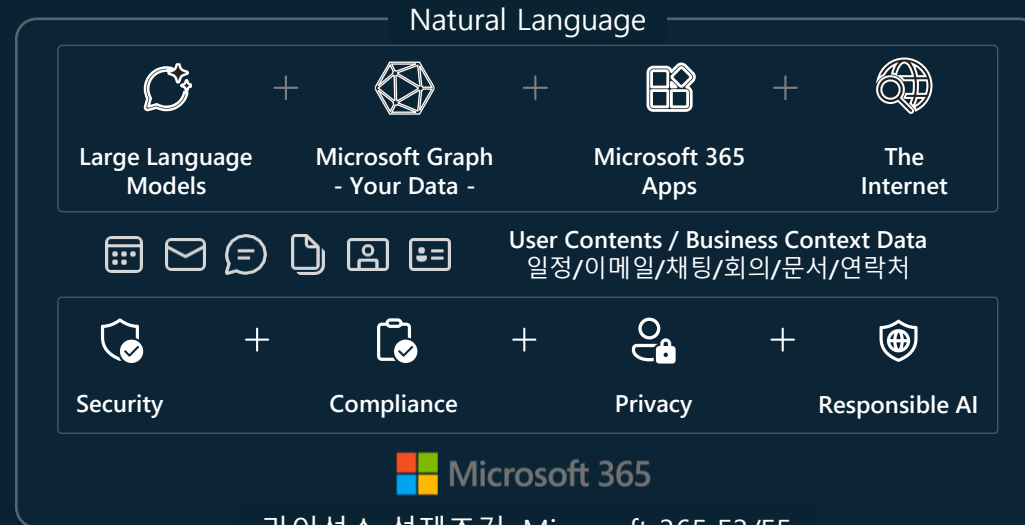 Natural Language
Large Language Models
Microsoft Graph
- Your Data -
Microsoft 365 Apps
The Internet
User Contents / Business Context Data
일정/이메일/채팅/회의/문서/연락처
Security
Compliance
Privacy
Responsible AI
Microsoft 365
Microsoft 365